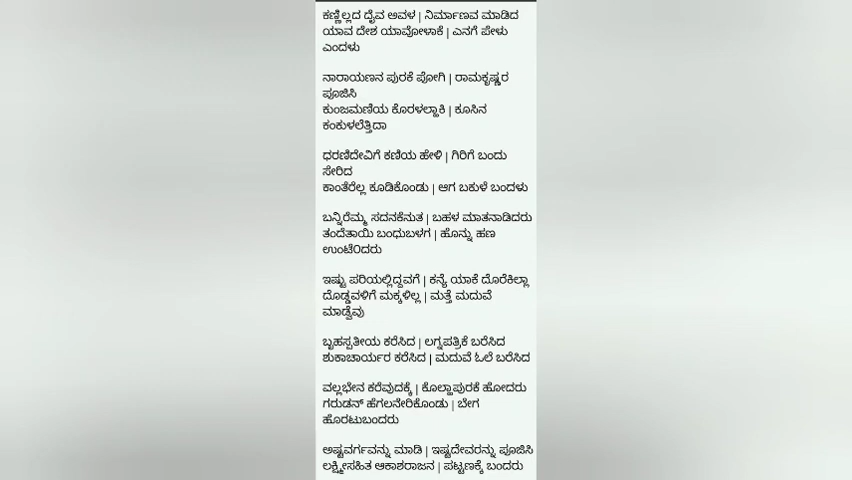 ಕಣ್ಣಿಲ್ಲದ ದೈವ ಅವಳ | ನಿರ್ಮಾಣವ ಮಾಡಿದ
ಯಾವ ದೇಶ ಯಾವೋಳಾಕೆ | ಎನಗೆ ಪೇಳು
ಎಂದಳು
ನಾರಾಯಣನ ಪುರಕೆ ಪೋಗಿ | ರಾಮಕೃಷ್ಣರ
ಪೂಜಿಸಿ
ಕುಂಜಮಣಿಯ ಕೊರಳಲ್ಹಾಕಿ | ಕೂಸಿನ
ಕಂಕುಳಲೆತ್ತಿದಾ
ಧರಣಿದೇವಿಗೆ ಕಣಿಯ ಹೇಳಿ | ಗಿರಿಗೆ ಬಂದು
ಸೇರಿದ
ಕಾಂತೆರೆಲ್ಲ ಕೂಡಿಕೊಂಡು | ಆಗ ಬಕುಳೆ ಬಂದಳು
ಬನ್ನಿರೆಮ್ಮ ಸದನಕೆನುತ | ಬಹಳ ಮಾತನಾಡಿದರು
ತಂದೆತಾಯಿ ಬಂಧುಬಳಗ | ಹೊನ್ನು ಹಣ
ಉಂಟೆ೦ದರು
ಇಷ್ಟು ಪರಿಯಲ್ಲಿದ್ದವಗೆ | ಕನ್ಯೆ ಯಾಕೆ ದೊರೆಕಿಲ್ಲಾ
ದೊಡ್ಡವಳಿಗೆ ಮಕ್ಕಳಿಲ್ಲ | ಮತ್ತೆ ಮದುವೆ
ಮಾಡ್ವೆವು
ಬೃಹಸ್ಪತೀಯ ಕರೆಸಿದ | ಲಗ್ನಪತ್ರಿಕೆ ಬರೆಸಿದ
ಶುಕಾಚಾರ್ಯರ ಕರೆಸಿದ | ಮದುವೆ ಓಲೆ ಬರೆಸಿದ
ವಲ್ಲಭೇನ ಕರೆವುದಕ್ಕೆ | ಕೊಲ್ಹಾಪುರಕೆ ಹೋದರು
ಗರುಡನ್ ಹೆಗಲನೇರಿಕೊಂಡು | ಬೇಗ
ಹೊರಟುಬಂದರು
ಅಷ್ಟವರ್ಗವನ್ನು ಮಾಡಿ | ಇಷ್ಟದೇವರನ್ನು ಪೂಜಿಸಿ
ಲಕ್ಷ್ಮೀಸಹಿತ ಆಕಾಶರಾಜನ | ಪಟ್ಟಣಕ್ಕೆ ಬಂದರು